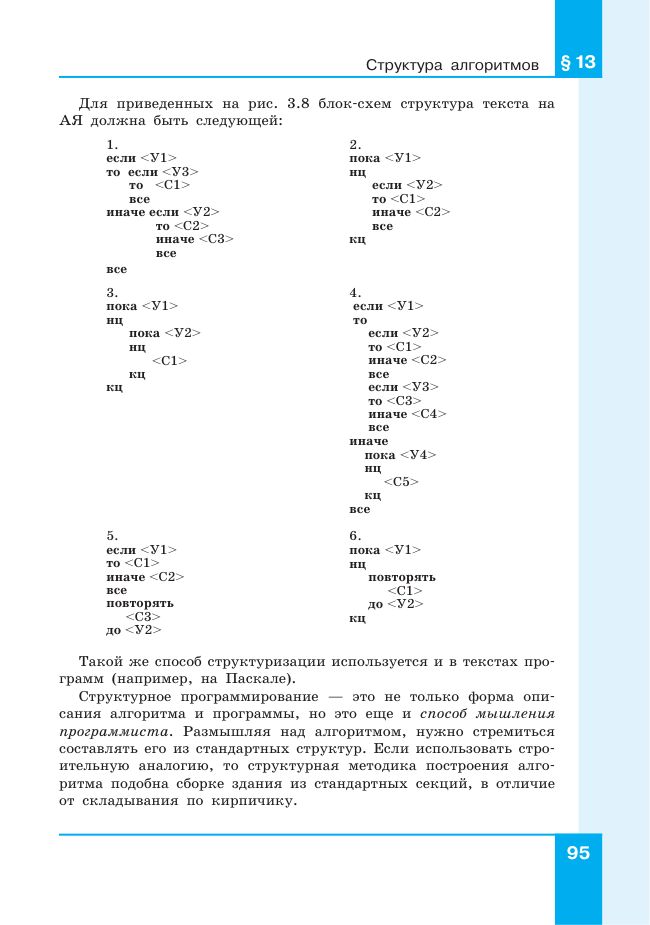 Структура алгоритмов
§ 13
Для приведенных на рис. 3.8 блок-схем структура текста на
АЯ должна быть следующей:
1.
если <У1>
то если <У3>
то <С1>
все
иначе если <У2>
то <С2>
иначе <С3>
все
все
2.
пока <У1>
нц
если <У2>
то <С1>
иначе <С2>
все
кц
3.
пока <У1>
нц
пока <У2>
нц
<С1>
кц
кц
4.
если <У1>
то
если <У2>
то <С1>
иначе <С2>
все
если <У3>
то <С3>
иначе <С4>
все
иначе
пока <У4>
нц
<С5>
кц
все
5.
если <У1>
то <С1>
иначе <С2>
все
повторять
<С3>
до <У2>
6.
пока <У1>
нц
повторять
<С1>
до <У2>
кц
Такой же способ структуризации используется и в текстах про-
грамм (например, на Паскале).
Структурное программирование — это не только форма опи-
сания алгоритма и программы, но это еще и способ мышления
программиста. Размышляя над алгоритмом, нужно стремиться
составлять его из стандартных структур. Если использовать стро-
ительную аналогию, то структурная методика построения алго-
ритма подобна сборке здания из стандартных секций, в отличие
от складывания по кирпичику.
95